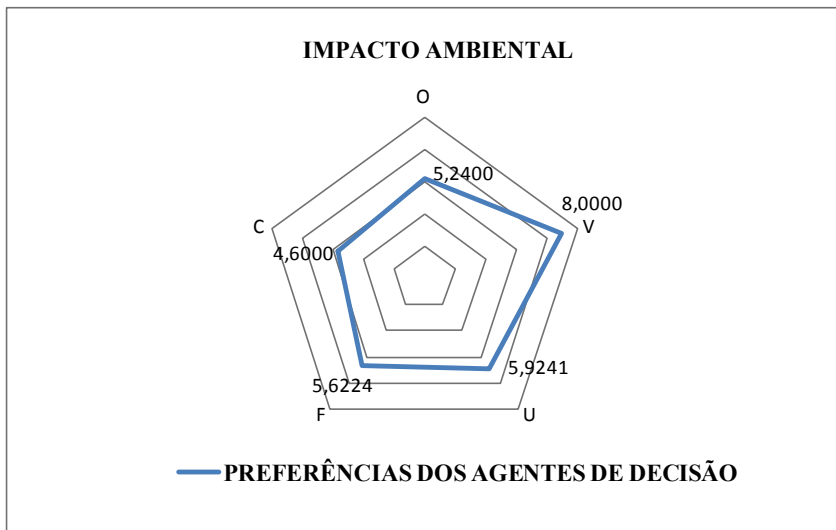 IMPACTO AMBIENTAL
O
5,2400
8,0000
V
C
4,6000
5,9241
5,6224
F
U
PREFERÊNCIAS DOS AGENTES DE DECISÃO